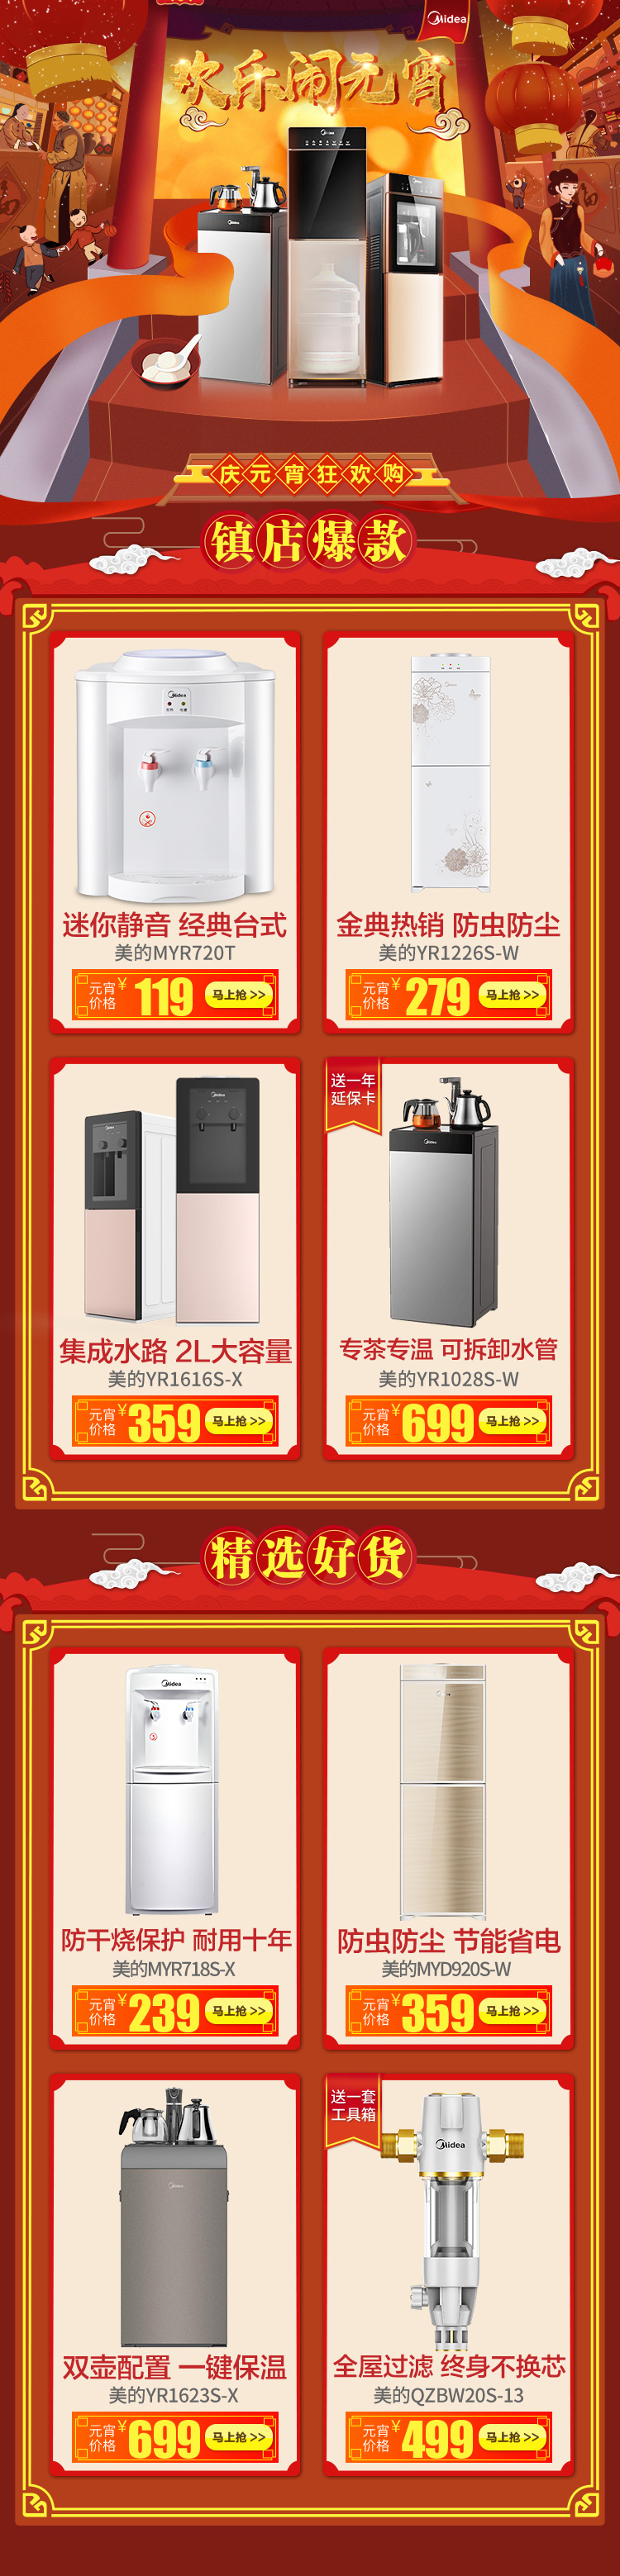 Midea
欢乐闹元宵
Midea
Midea
Midea
庆元宵狂欢购
镇店爆款
Midea
迷你静音 经典台式
美的MYR720T
元宵
价格
¥119
马上抢 >>
金典热销 防虫防尘
美的YR1226S-W
元宵
价格
¥279
马上抢 >>
Midea
集成水路 2L大容量
美的YR1616S-X
元宵
价格
¥359
马上抢 >>
送一年
延保卡
Midea
专茶专温 可拆卸水管
美的YR1028S-W
元宵
价格
¥699
马上抢 >>
精选好货
Midea
防干烧保护 耐用十年
美的MYR718S-X
元宵
价格
¥239
马上抢 >>
防虫防尘 节能省电
美的MYD920S-W
元宵
价格
¥359
马上抢 >>
Midea
双壶配置 一键保温
美的YR1623S-X
元宵
价格
¥699
马上抢 >>
送一套
工具箱
Midea
全屋过滤 终身不换芯
美的QZBW20S-13
元宵
价格
¥499
马上抢 >>